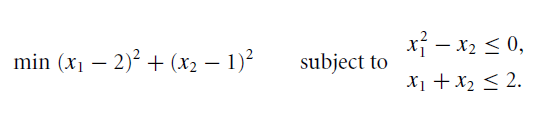 min (x₁ − 2)² + (x₂ − 1)² subject to x₁² − x₂ ≤ 0,
x₁ + x₂ ≤ 2.